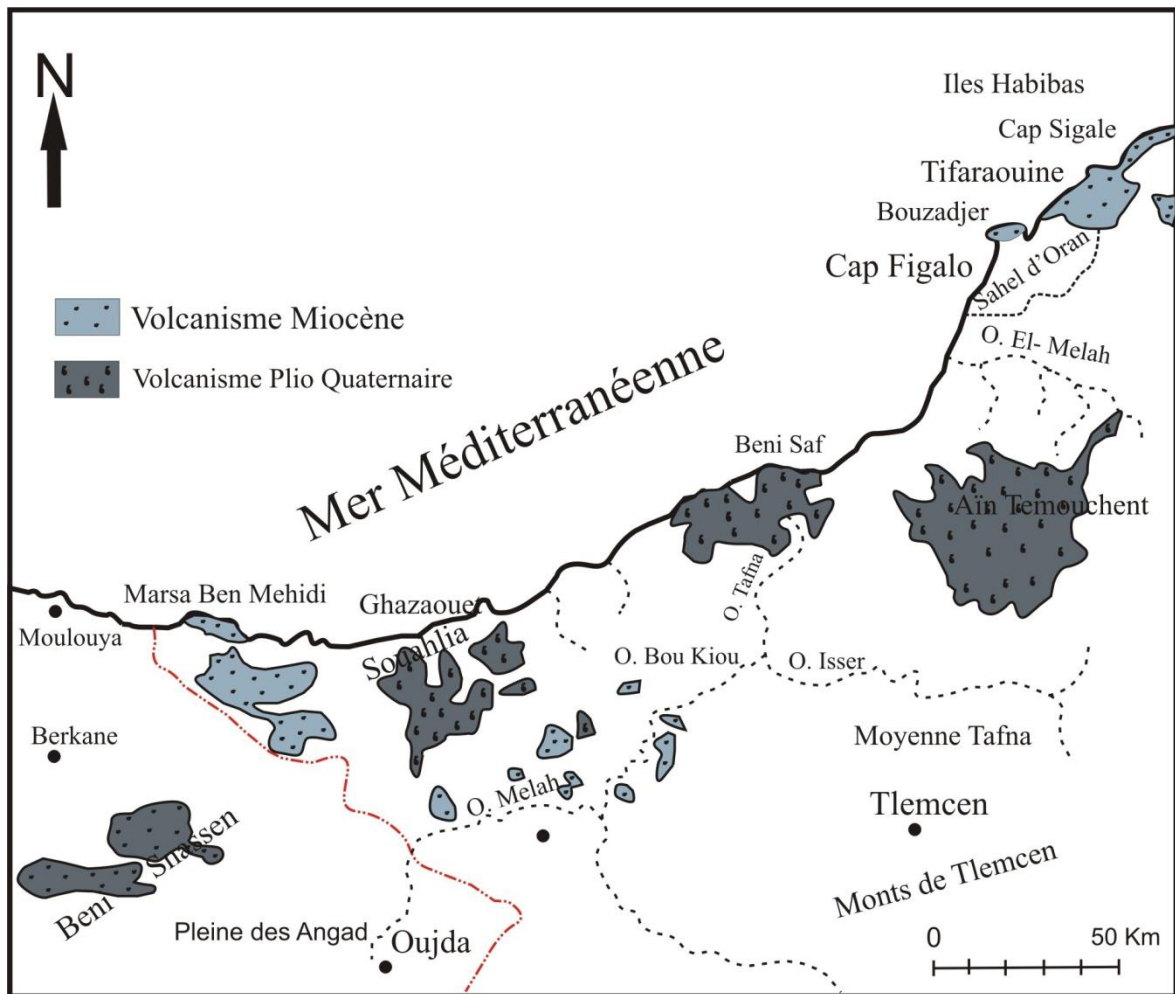 N
Iles Habibas
Cap Sigale
Tifaraouine
Bouzadjer
Cap Figalo
Sahel d'Oran
O. El- Melah
Volcanisme Miocène
Volcanisme Plio Quaternaire
Mer Méditerranéenne
Beni Saf
Aïn Temouchent
O. Tafna
Marsa Ben Mehidi
Ghazaouet
Moulouya
Souahlia
O. Bou Kiou
O. Isser
Berkane
Moyenne Tafna
O. Melah
Tlemcen
Beni Snassen
Monts de Tlemcen
Pleine des Angad
Oujda
0 50 Km